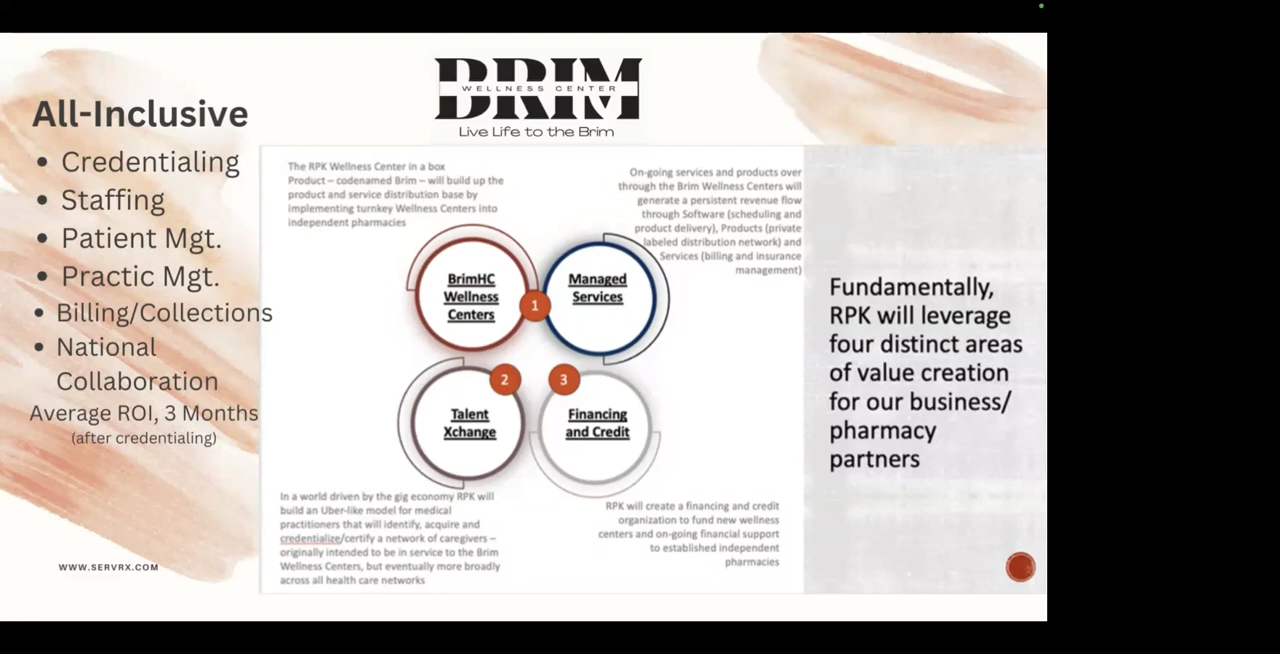 BRIM
WELLNESS CENTER
Live Life to the Brim
All-Inclusive
• Credentialing
• Staffing
• Patient Mgt.
• Practic Mgt.
• Billing/Collections
• National
Collaboration
Average ROI, 3 Months
(after credentialing)
WWW.SERVRX.COM
The RPK Wellness Center in a box
Product – codenamed Brim – will build up the
product and service distribution base by
implementing turnkey Wellness Centers into
independent pharmacies
On-going services and products over
through the Brim Wellness Centers will
generate a persistent revenue flow
through Software (scheduling and
product delivery), Products (private
labeled distribution network) and
Services (billing and insurance
management)
BrimHC
Wellness
Centers
1
Managed
Services
2
Talent
Xchange
3
Financing
and Credit
In a world driven by the gig economy RPK will
build an Uber-like model for medical
practitioners that will identify, acquire and
credentialize/certify a network of caregivers –
originally intended to be in service to the Brim
Wellness Centers, but eventually more broadly
across all health care networks
RPK will create a financing and credit
organization to fund new wellness
centers and on-going financial support
to established independent
pharmacies
Fundamentally,
RPK will leverage
four distinct areas
of value creation
for our business/
pharmacy
partners